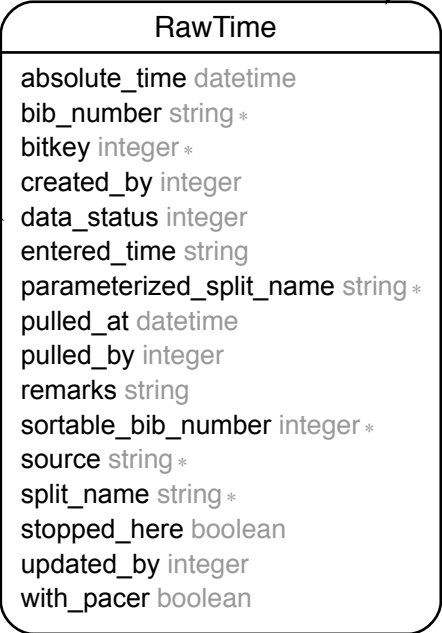 RawTime
absolute_time datetime
bib_number string *
bitkey integer *
created_by integer
data_status integer
entered_time string
parameterized_split_name string *
pulled_at datetime
pulled_by integer
remarks string
sortable_bib_number integer *
source string *
split_name string *
stopped_here boolean
updated_by integer
with_pacer boolean